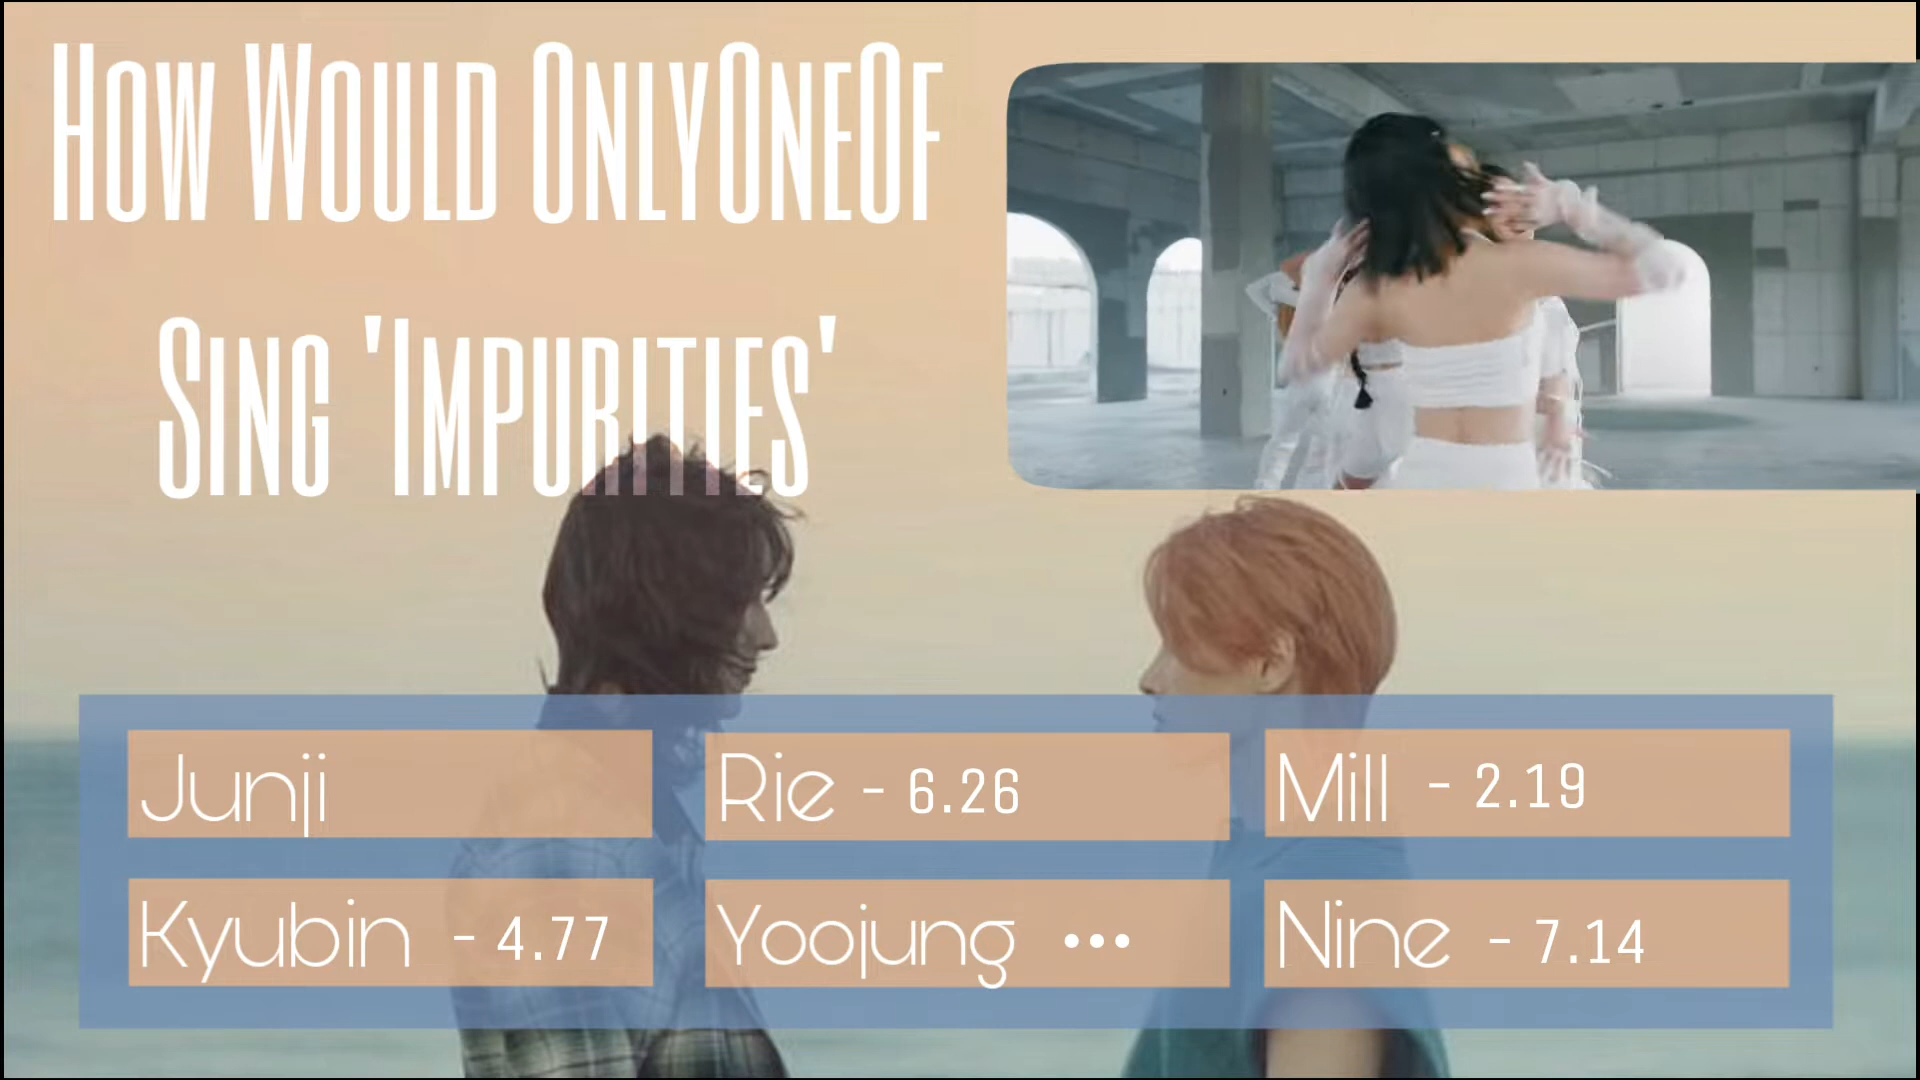 How Would OnlyOneOf
Sing 'Impurities'
Junji
Rie - 6.26
Mill - 2.19
Kyubin - 4.77
Yoojung •••
Nine - 7.14